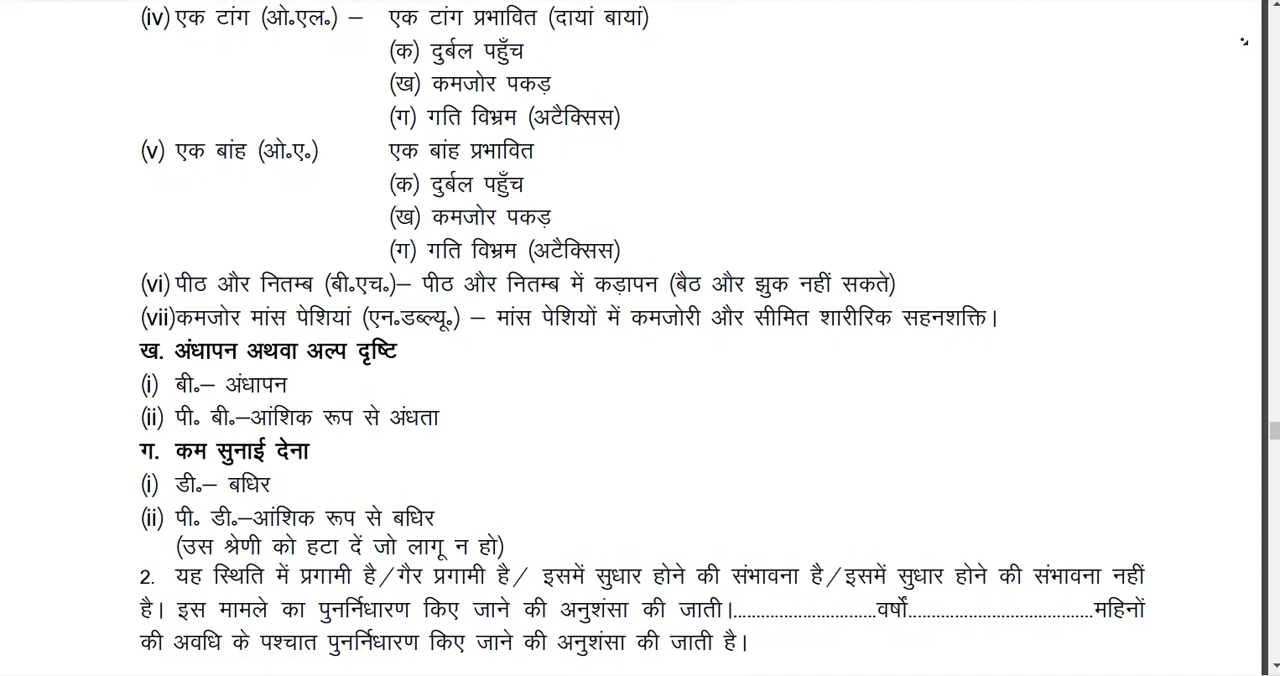 (iv) एक टांग (ओ॰एल॰) – एक टांग प्रभावित (दायां बायां)
(क) दुर्बल पहुँच
(ख) कमजोर पकड़
(ग) गति विभ्रम (अटैक्सिस)
(v) एक बांह (ओ॰ए॰) एक बांह प्रभावित
(क) दुर्बल पहुँच
(ख) कमजोर पकड़
(ग) गति विभ्रम (अटैक्सिस)
(vi) पीठ और नितम्ब (बी॰एच॰)– पीठ और नितम्ब में कड़ापन (बैठ और झुक नहीं सकते)
(vii)कमजोर मांस पेशियां (एन॰डब्ल्यू॰) – मांस पेशियों में कमजोरी और सीमित शारीरिक सहनशक्ति।
ख. अंधापन अथवा अल्प दृष्टि
(i) बी॰– अंधापन
(ii) पी॰ बी॰–आंशिक रूप से अंधता
ग. कम सुनाई देना
(i) डी॰– बधिर
(ii) पी॰ डी॰–आंशिक रूप से बधिर
(उस श्रेणी को हटा दें जो लागू न हो)
2. यह स्थिति में प्रगामी है/गैर प्रगामी है/ इसमें सुधार होने की संभावना है/इसमें सुधार होने की संभावना नहीं
है। इस मामले का पुनर्निधारण किए जाने की अनुशंसा की जाती।............................वर्षों.....................................महिनों
की अवधि के पश्चात पुनर्निधारण किए जाने की अनुशंसा की जाती है।